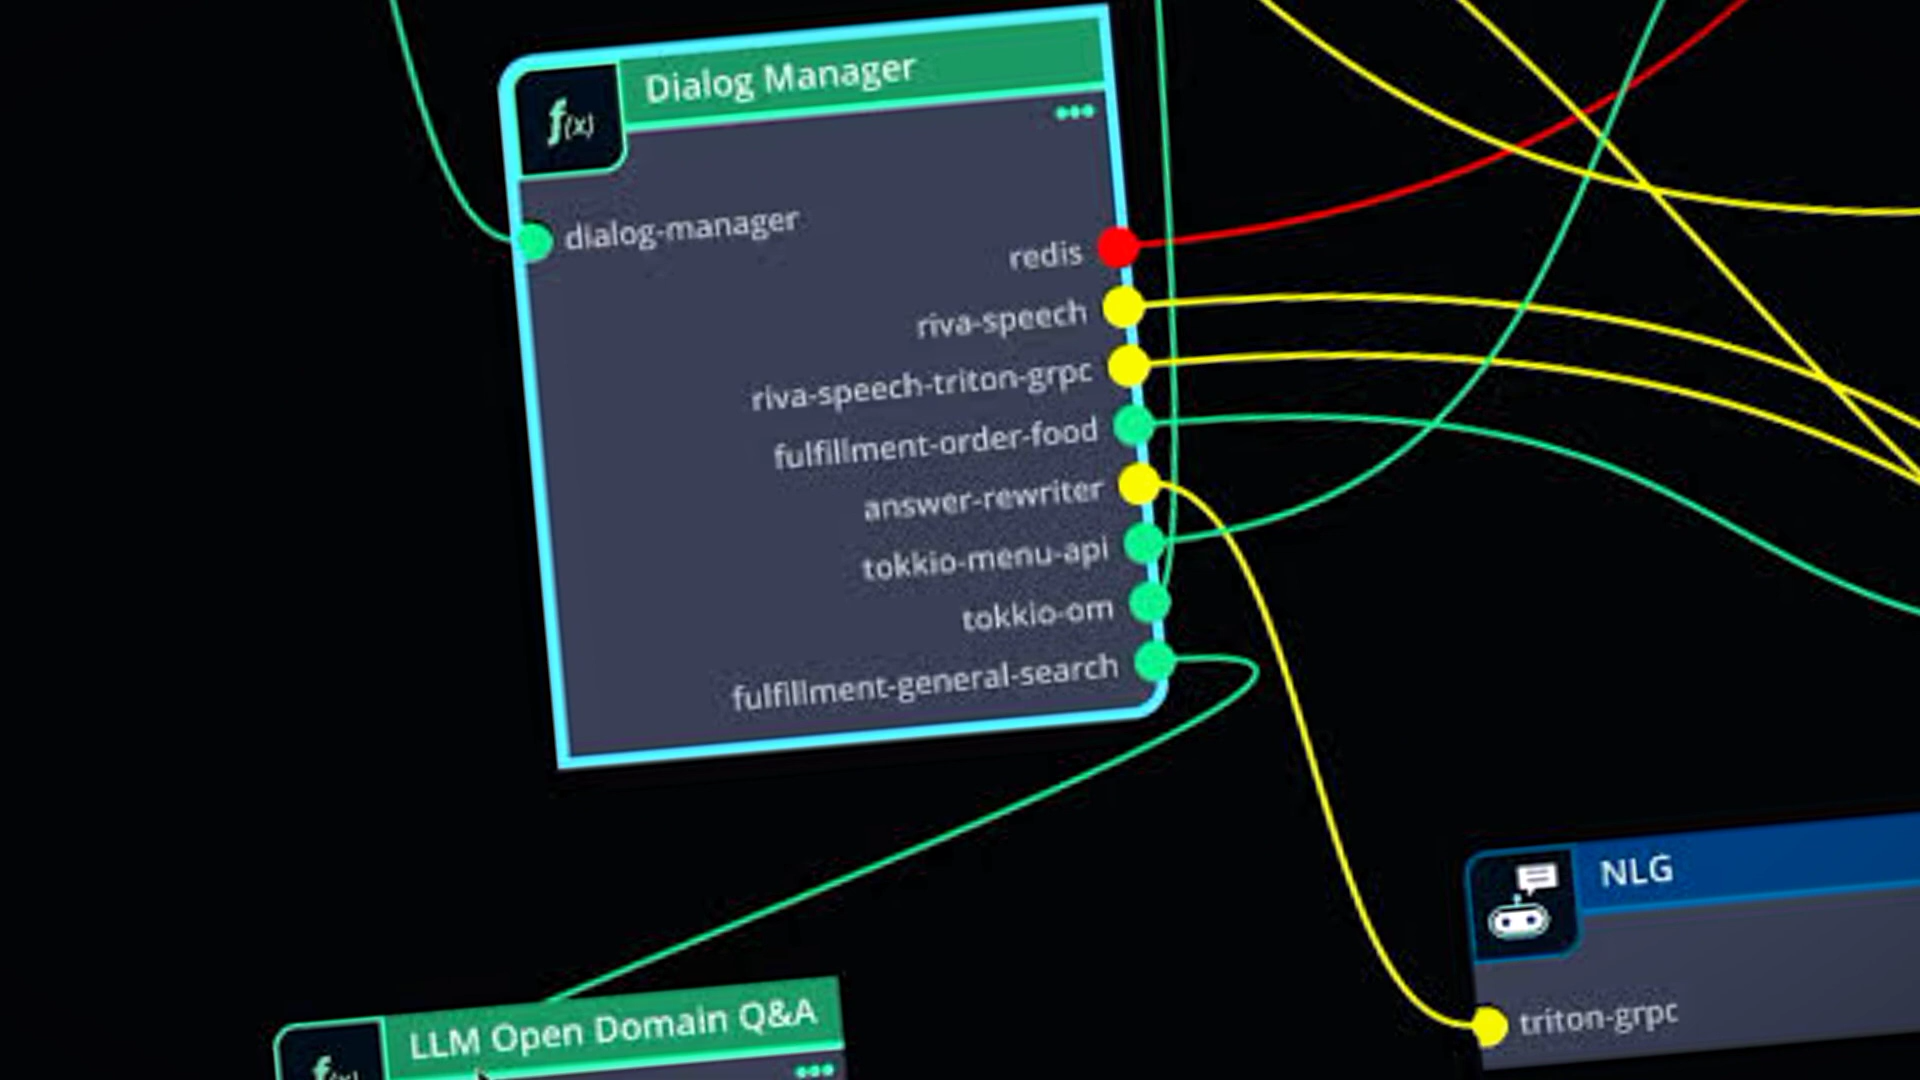 Dialog Manager
f(x)
dialog-manager
redis
riva-speech
riva-speech-triton-grpc
fulfillment-order-food
answer-rewriter
tokkio-menu-api
tokkio-om
fulfillment-general-search
NLG
triton-grpc
LLM Open Domain Q&A
f(x)